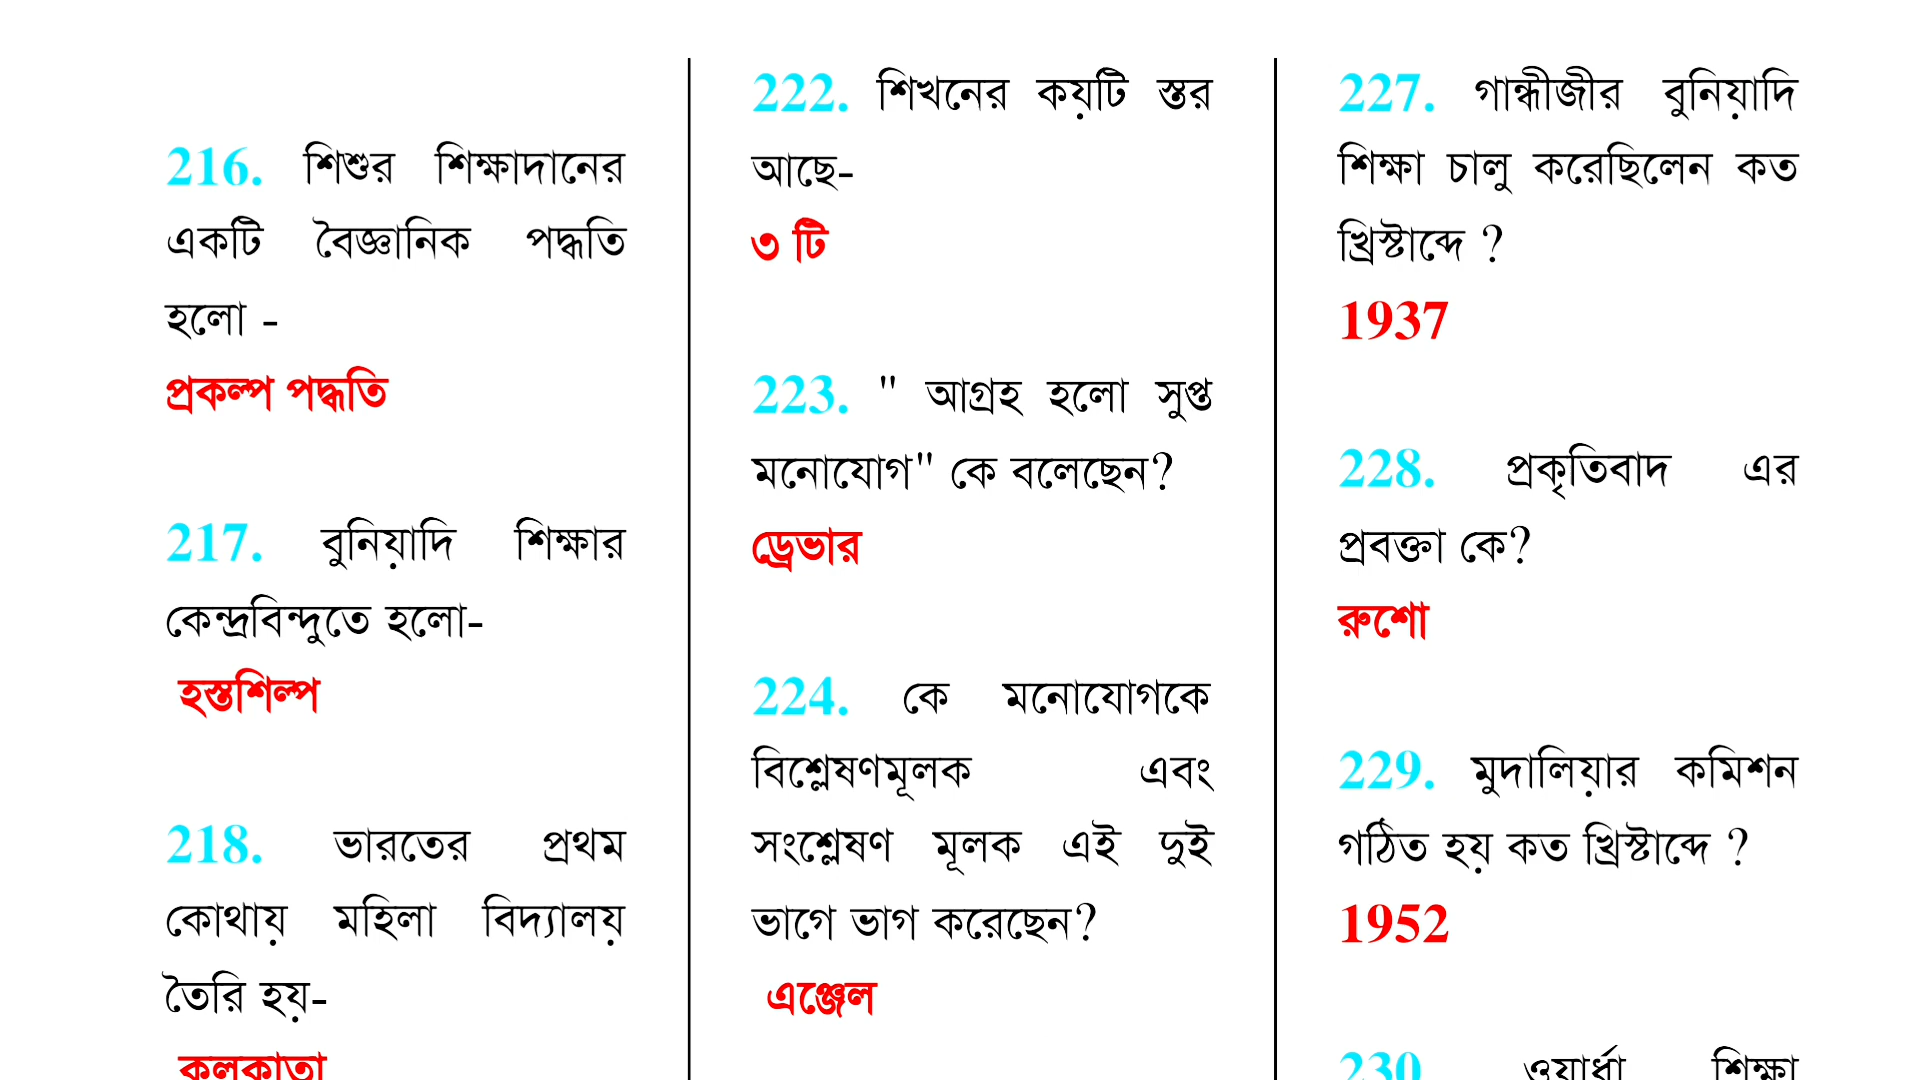 216. শিশুর শিক্ষাদানের
একটি বৈজ্ঞানিক পদ্ধতি
হলো -
প্রকল্প পদ্ধতি
217. বুনিয়াদি শিক্ষার
কেন্দ্রবিন্দুতে হলো-
হস্তশিল্প
218. ভারতের প্রথম
কোথায় মহিলা বিদ্যালয়
তৈরি হয়-
কলকাতা
222. শিখনের কয়টি স্তর
আছে-
৩ টি
223. " আগ্রহ হলো সুপ্ত
মনোযোগ" কে বলেছেন?
ড্রেভার
224. কে মনোযোগকে
বিশ্লেষণমূলক এবং
সংশ্লেষণ মূলক এই দুই
ভাগে ভাগ করেছেন?
এঞ্জেল
227. গান্ধীজীর বুনিয়াদি
শিক্ষা চালু করেছিলেন কত
খ্রিস্টাব্দে ?
1937
228. প্রকৃতিবাদ এর
প্রবক্তা কে?
রুশো
229. মুদালিয়ার কমিশন
গঠিত হয় কত খ্রিস্টাব্দে ?
1952
230 ওয়ার্ধা শিক্ষা